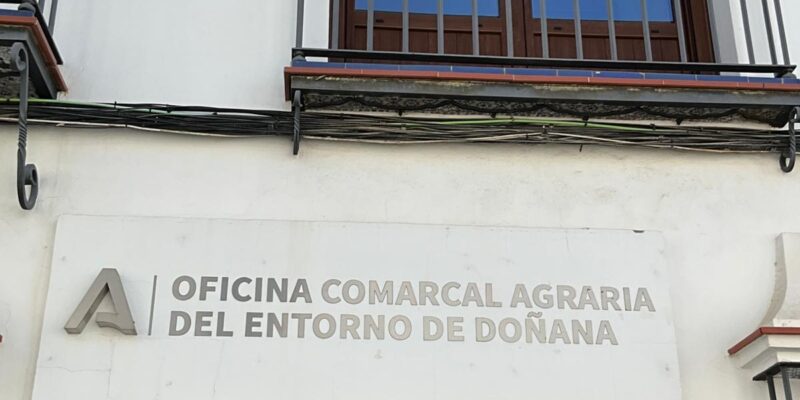 A OFICINA COMARCAL AGRARIA
DEL ENTORNO DE DOÑANA